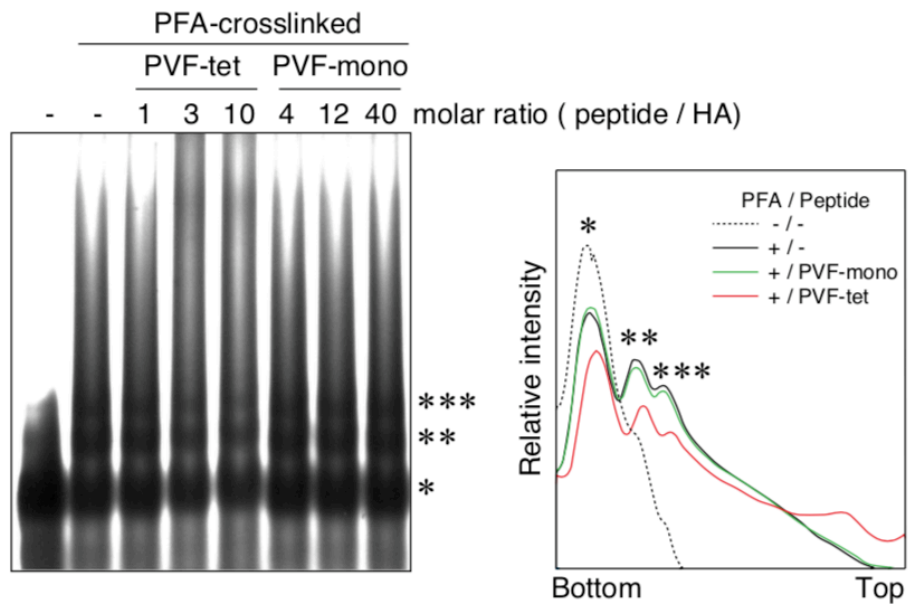 PFA-crosslinked
PVF-tet PVF-mono
- - 1 3 10 4 12 40 molar ratio ( peptide / HA)
***
**
*
PFA / Peptide
- / -
+ / -
+ / PVF-mono
+ / PVF-tet
*
**
***
Relative intensity
Bottom Top